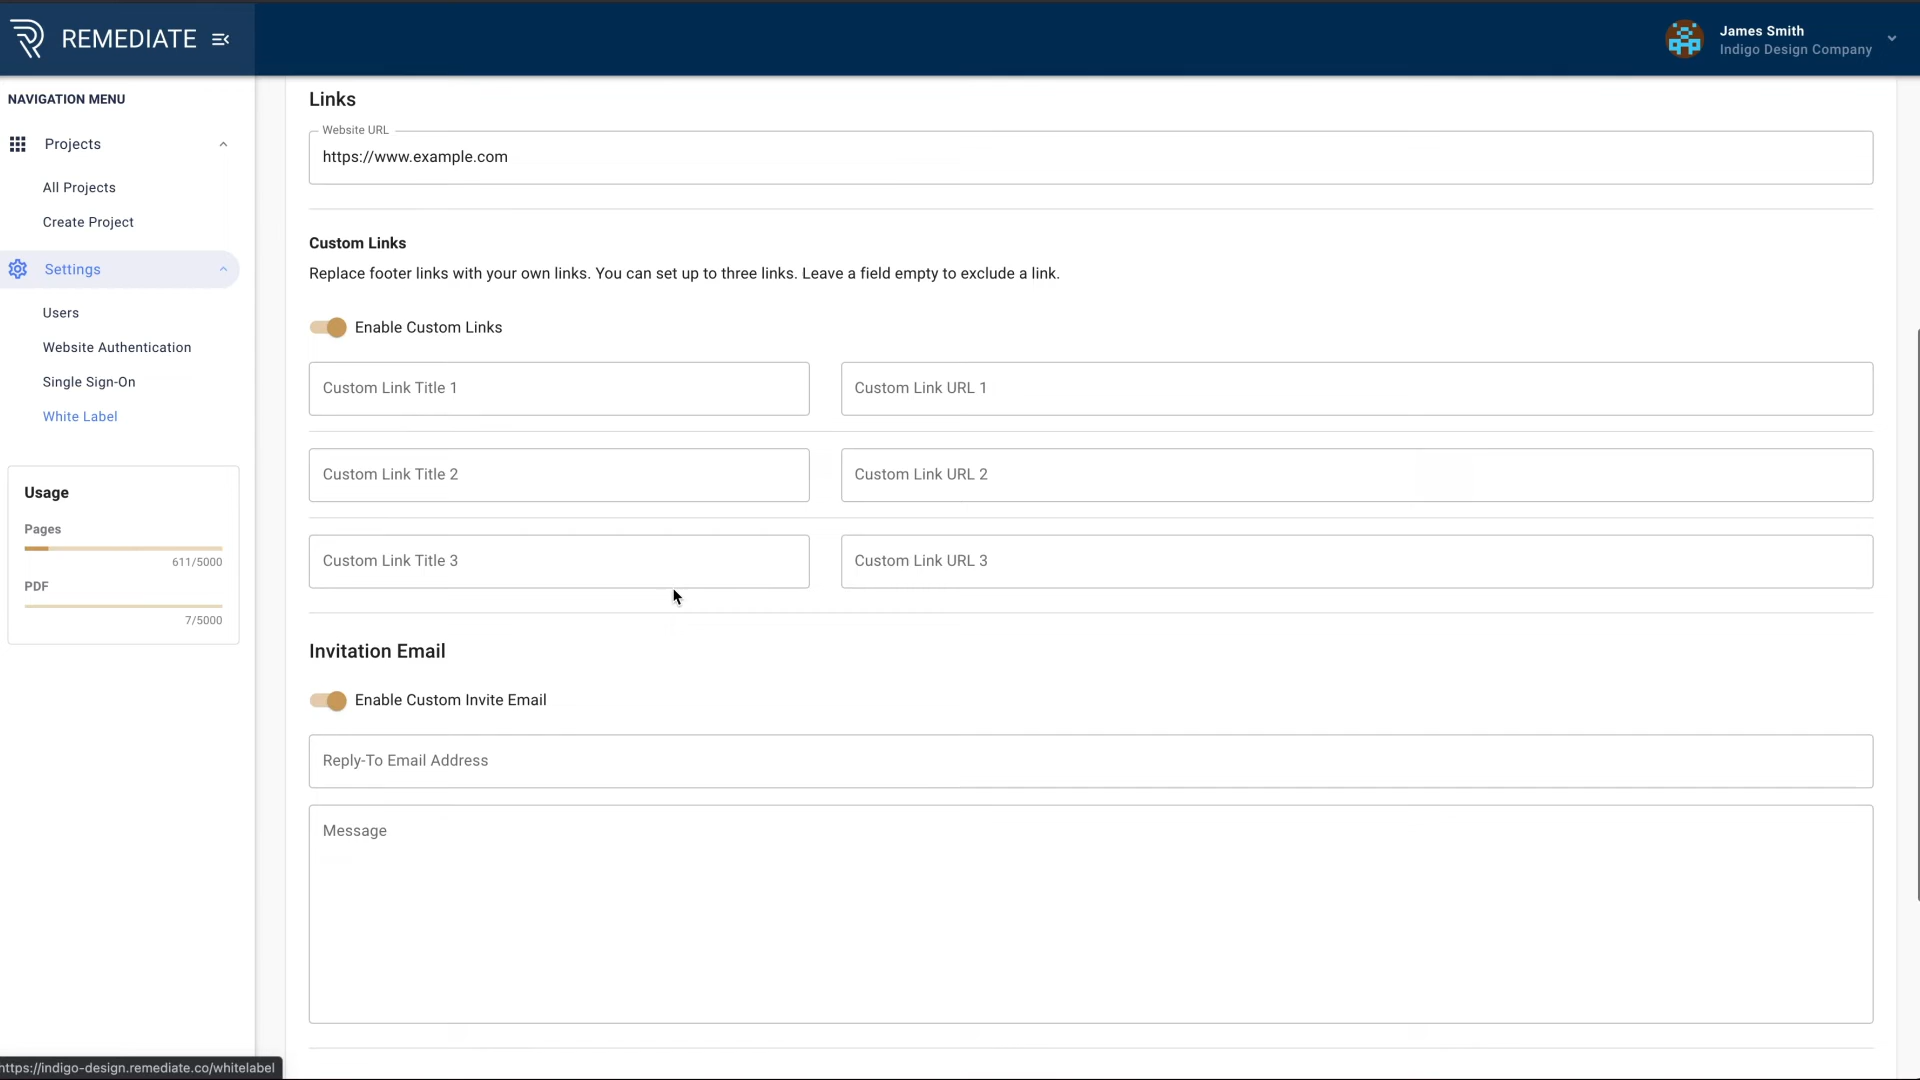 REMEDIATE
James Smith
Indigo Design Company
NAVIGATION MENU
Projects
All Projects
Create Project
Settings
Users
Website Authentication
Single Sign-On
White Label
Usage
Pages
611/5000
PDF
7/5000
Links
Website URL
https://www.example.com
Custom Links
Replace footer links with your own links. You can set up to three links. Leave a field empty to exclude a link.
Enable Custom Links
Custom Link Title 1
Custom Link URL 1
Custom Link Title 2
Custom Link URL 2
Custom Link Title 3
Custom Link URL 3
Invitation Email
Enable Custom Invite Email
Reply-To Email Address
Message
https://indigo-design.remediate.co/whitelabel